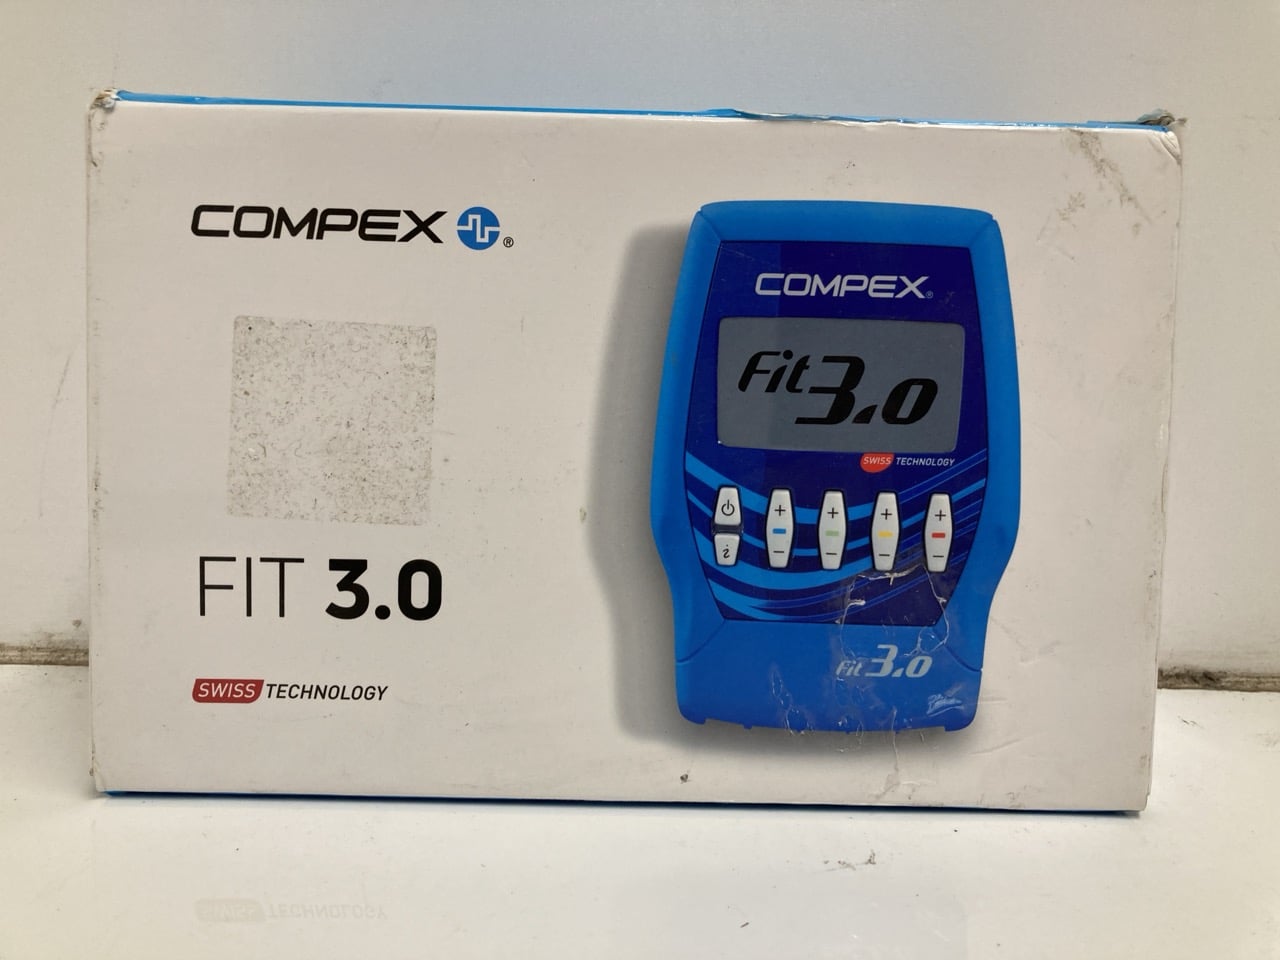 COMPEX ®
FIT 3.0
SWISS TECHNOLOGY
COMPEX®
Fit 3.0
SWISS TECHNOLOGY
+ + + +
i - - - -
Fit 3.0